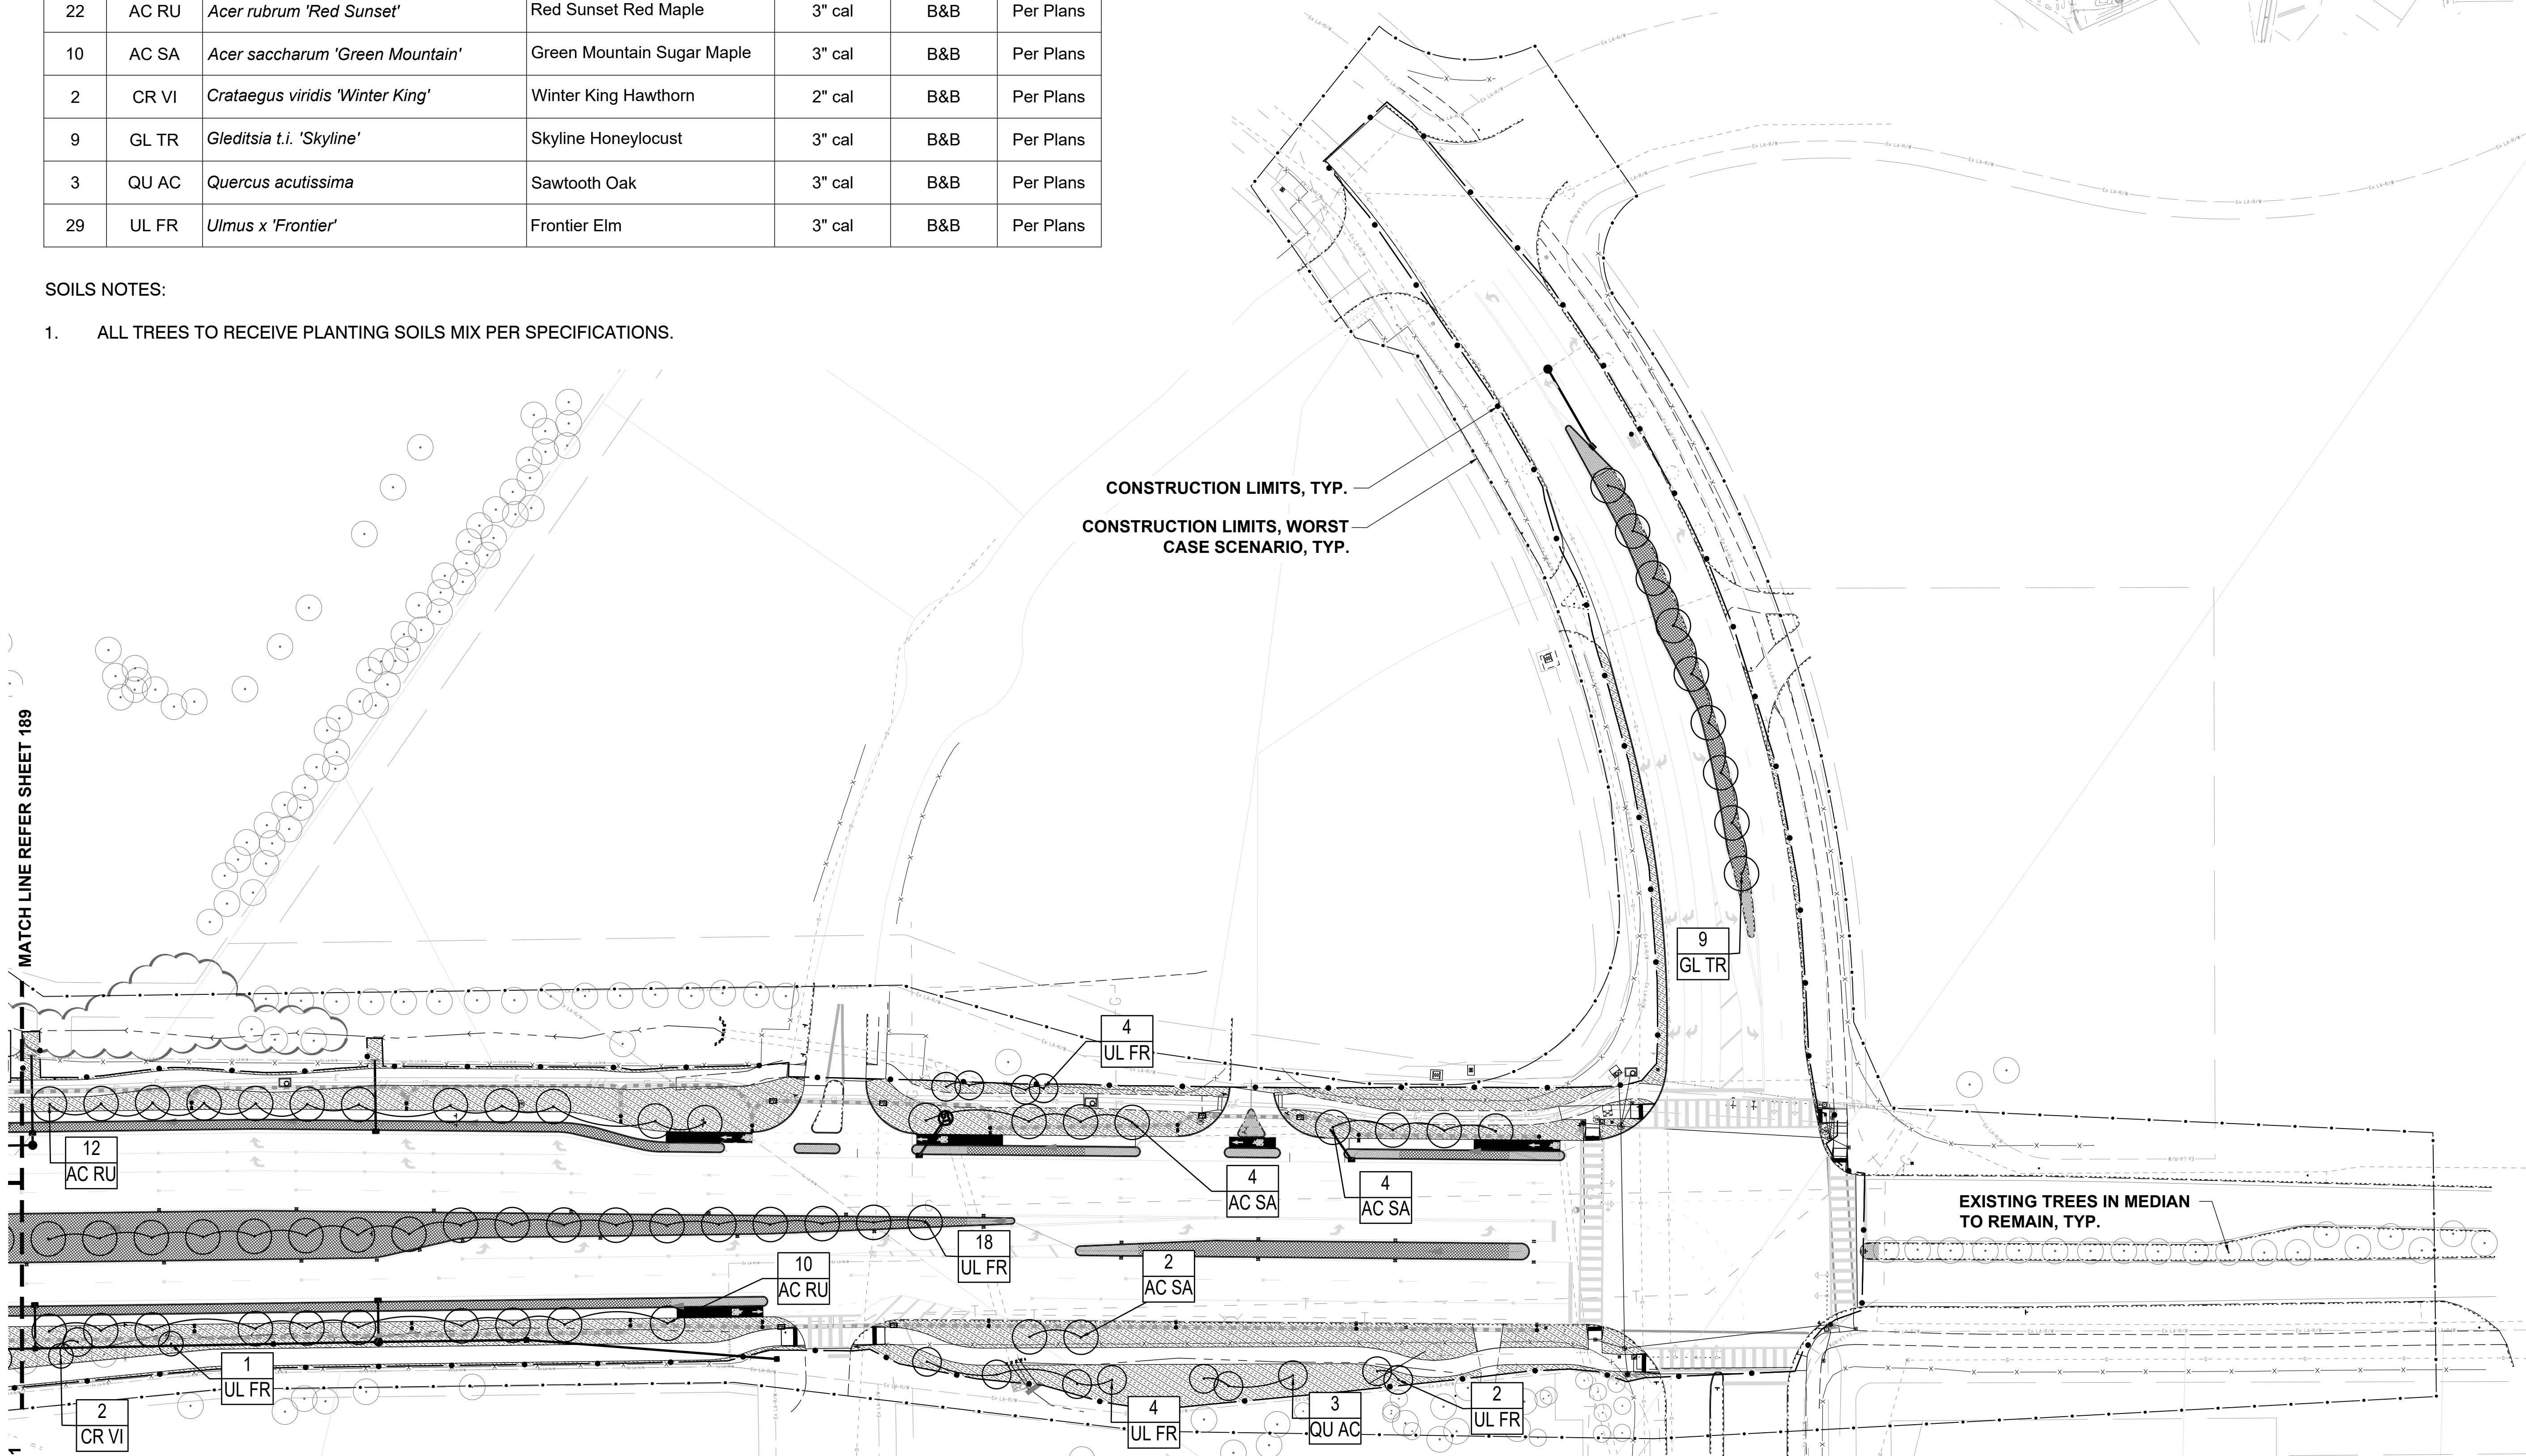 22 AC RU Acer rubrum 'Red Sunset' Red Sunset Red Maple 3" cal B&B Per Plans
10 AC SA Acer saccharum 'Green Mountain' Green Mountain Sugar Maple 3" cal B&B Per Plans
2 CR VI Crataegus viridis 'Winter King' Winter King Hawthorn 2" cal B&B Per Plans
9 GL TR Gleditsia t.i. 'Skyline' Skyline Honeylocust 3" cal B&B Per Plans
3 QU AC Quercus acutissima Sawtooth Oak 3" cal B&B Per Plans
29 UL FR Ulmus x 'Frontier' Frontier Elm 3" cal B&B Per Plans
SOILS NOTES:
1. ALL TREES TO RECEIVE PLANTING SOILS MIX PER SPECIFICATIONS.
CONSTRUCTION LIMITS, TYP.
CONSTRUCTION LIMITS, WORST
CASE SCENARIO, TYP.
MATCH LINE REFER SHEET 189
9
GL TR
4
UL FR
12
AC RU
4
AC SA
4
AC SA
EXISTING TREES IN MEDIAN
TO REMAIN, TYP.
18
UL FR
10
AC RU
2
AC SA
1
UL FR
2
CR VI
4
UL FR
3
QU AC
2
UL FR
1